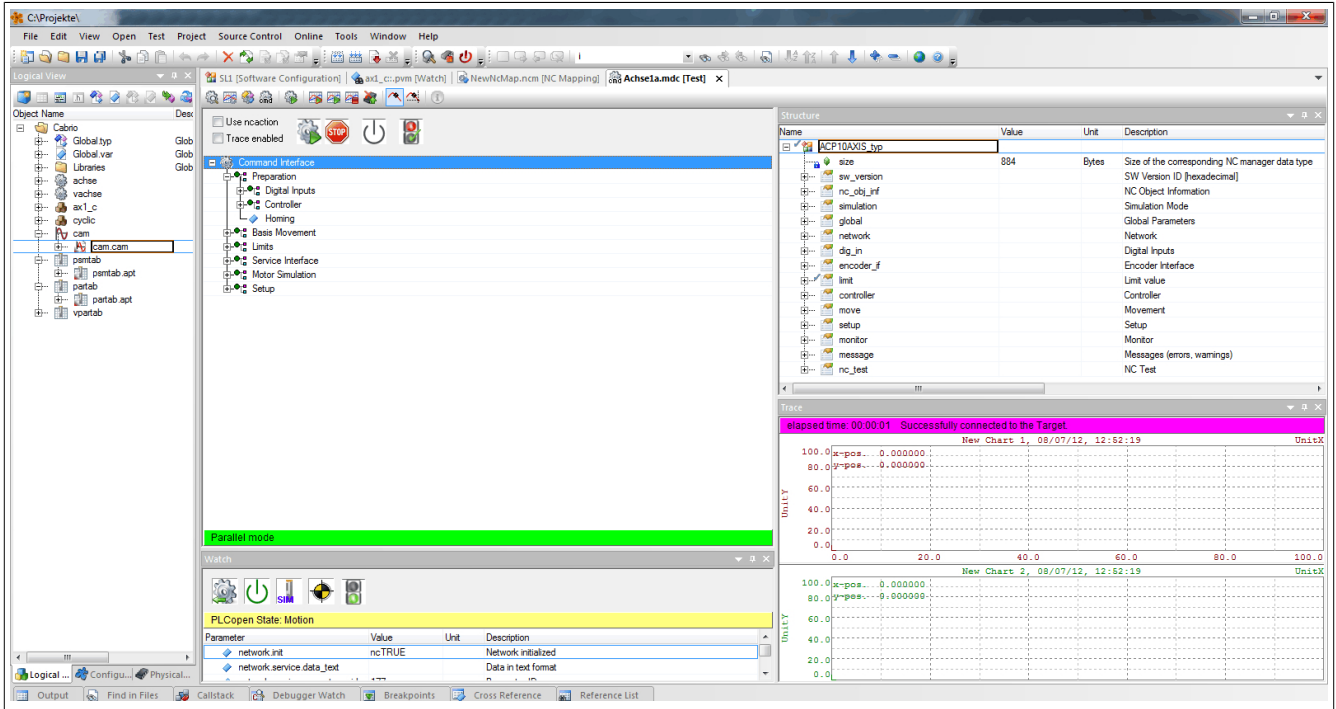 C:\Projekte\
File Edit View Open Test Project Source Control Online Tools Window Help
Logical View
Object Name Desc
Cabrio
Global.typ Glob
Global.var Glob
Libraries Glob
achse
vachse
ax1_c
cyclic
cam
cam.cam
psmtab
psmtab.apt
partab
partab.apt
vpartab
Logical ... Configu... Physical...
SL1 [Software Configuration] ax1_c::.pvm [Watch] NewNcMap.ncm [NC Mapping] Achse1a.mdc [Test]
Use ncaction
Trace enabled
STOP
Command Interface
Preparation
Digital Inputs
Controller
Homing
Basis Movement
Limits
Service Interface
Motor Simulation
Setup
Parallel mode
Watch
SIM
PLCopen State: Motion
Parameter Value Unit Description
network.init ncTRUE Network initialized
network.service.data_text Data in text format
Structure
Name Value Unit Description
ACP10AXIS_typ
size 884 Bytes Size of the corresponding NC manager data type
sw_version SW Version ID [hexadecimal]
nc_obj_inf NC Object Information
simulation Simulation Mode
global Global Parameters
network Network
dig_in Digital Inputs
encoder_if Encoder Interface
limit Limit value
controller Controller
move Movement
setup Setup
monitor Monitor
message Messages (errors, warnings)
nc_test NC Test
Trace
elapsed time: 00:00:01 Successfully connected to the Target.
New Chart 1, 08/07/12, 12:52:19 UnitX
100.0 x-pos. 0.000000
80.0 y-pos. 0.000000
60.0
UnitY
40.0
20.0
0.0
0.0 20.0 40.0 60.0 80.0 100.0
New Chart 2, 08/07/12, 12:52:19 UnitX
100.0 x-pos. 0.000000
80.0 y-pos. 0.000000
60.0
UnitY
40.0
20.0
0.0
Output Find in Files Callstack Debugger Watch Breakpoints Cross Reference Reference List